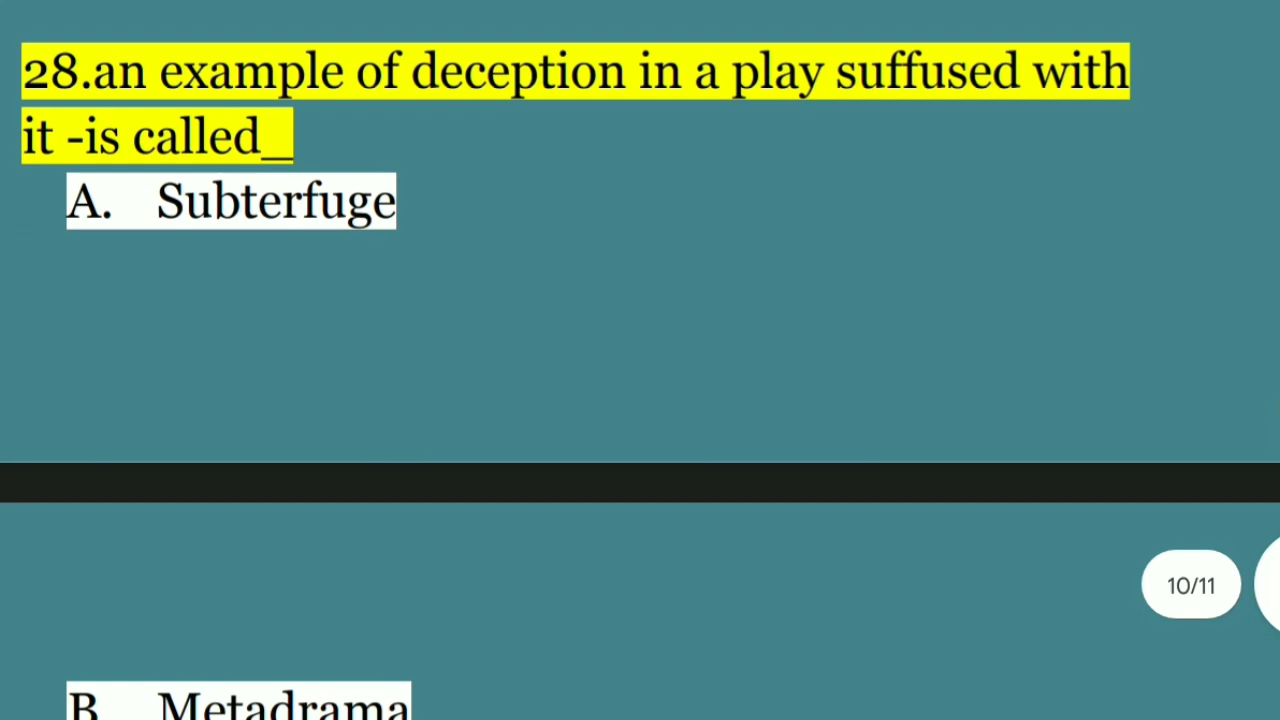 28.an example of deception in a play suffused with
it -is called_
A. Subterfuge
10/11
B. Metadrama